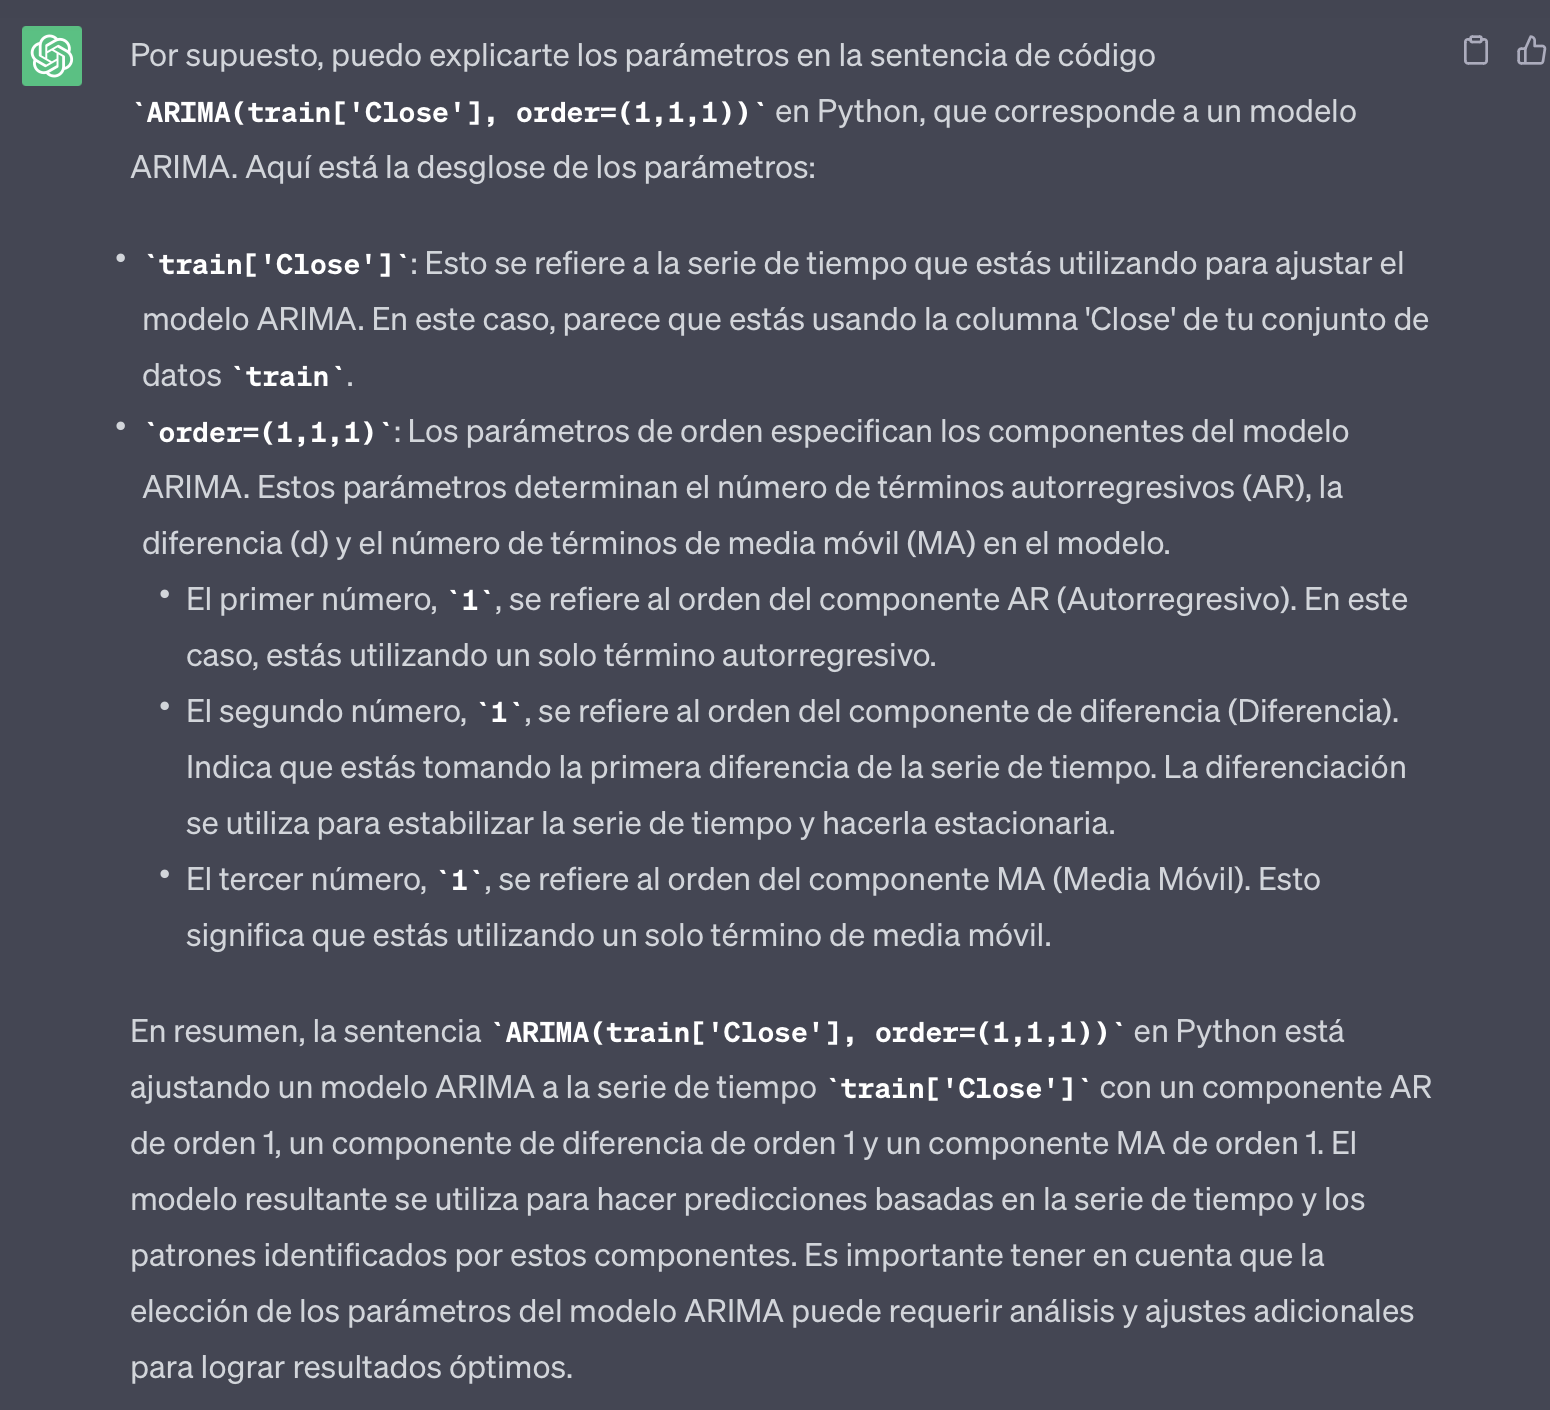 Por supuesto, puedo explicarte los parámetros en la sentencia de código
`ARIMA(train['Close'], order=(1,1,1))` en Python, que corresponde a un modelo
ARIMA. Aquí está la desglose de los parámetros:
• `train['Close']`: Esto se refiere a la serie de tiempo que estás utilizando para ajustar el
modelo ARIMA. En este caso, parece que estás usando la columna 'Close' de tu conjunto de
datos `train`.
• `order=(1,1,1)`: Los parámetros de orden especifican los componentes del modelo
ARIMA. Estos parámetros determinan el número de términos autorregresivos (AR), la
diferencia (d) y el número de términos de media móvil (MA) en el modelo.
• El primer número, `1`, se refiere al orden del componente AR (Autorregresivo). En este
caso, estás utilizando un solo término autorregresivo.
• El segundo número, `1`, se refiere al orden del componente de diferencia (Diferencia).
Indica que estás tomando la primera diferencia de la serie de tiempo. La diferenciación
se utiliza para estabilizar la serie de tiempo y hacerla estacionaria.
• El tercer número, `1`, se refiere al orden del componente MA (Media Móvil). Esto
significa que estás utilizando un solo término de media móvil.
En resumen, la sentencia `ARIMA(train['Close'], order=(1,1,1))` en Python está
ajustando un modelo ARIMA a la serie de tiempo `train['Close']` con un componente AR
de orden 1, un componente de diferencia de orden 1 y un componente MA de orden 1. El
modelo resultante se utiliza para hacer predicciones basadas en la serie de tiempo y los
patrones identificados por estos componentes. Es importante tener en cuenta que la
elección de los parámetros del modelo ARIMA puede requerir análisis y ajustes adicionales
para lograr resultados óptimos.